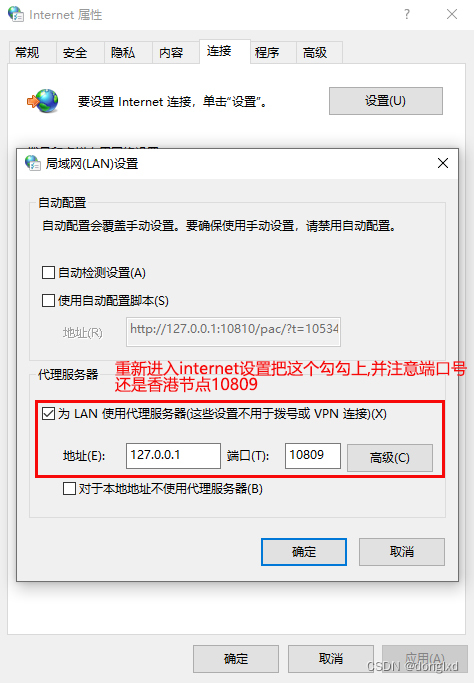 Internet 属性
常规 安全 隐私 内容 连接 程序 高级
要设置 Internet 连接，单击“设置”。
设置(U)
局域网(LAN)设置
自动配置
自动配置会覆盖手动设置。要确保使用手动设置，请禁用自动配置。
自动检测设置(A)
使用自动配置脚本(S)
地址(R) http://127.0.0.1:10810/pac/?t=10534
重新进入internet设置把这个勾勾上,并注意端口号
还是香港节点10809
代理服务器
为 LAN 使用代理服务器(这些设置不用于拨号或 VPN 连接)(X)
地址(E): 127.0.0.1 端口(T): 10809 高级(C)
对于本地地址不使用代理服务器(B)
确定 取消
确定 取消 应用(A)
CSDN @donglxd